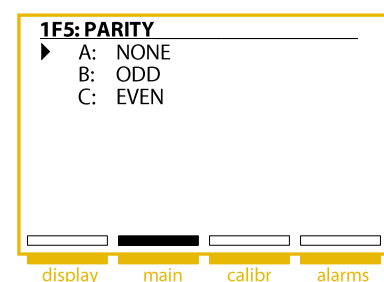 1F5: PARITY
A: NONE
B: ODD
C: EVEN
display main calibr alarms